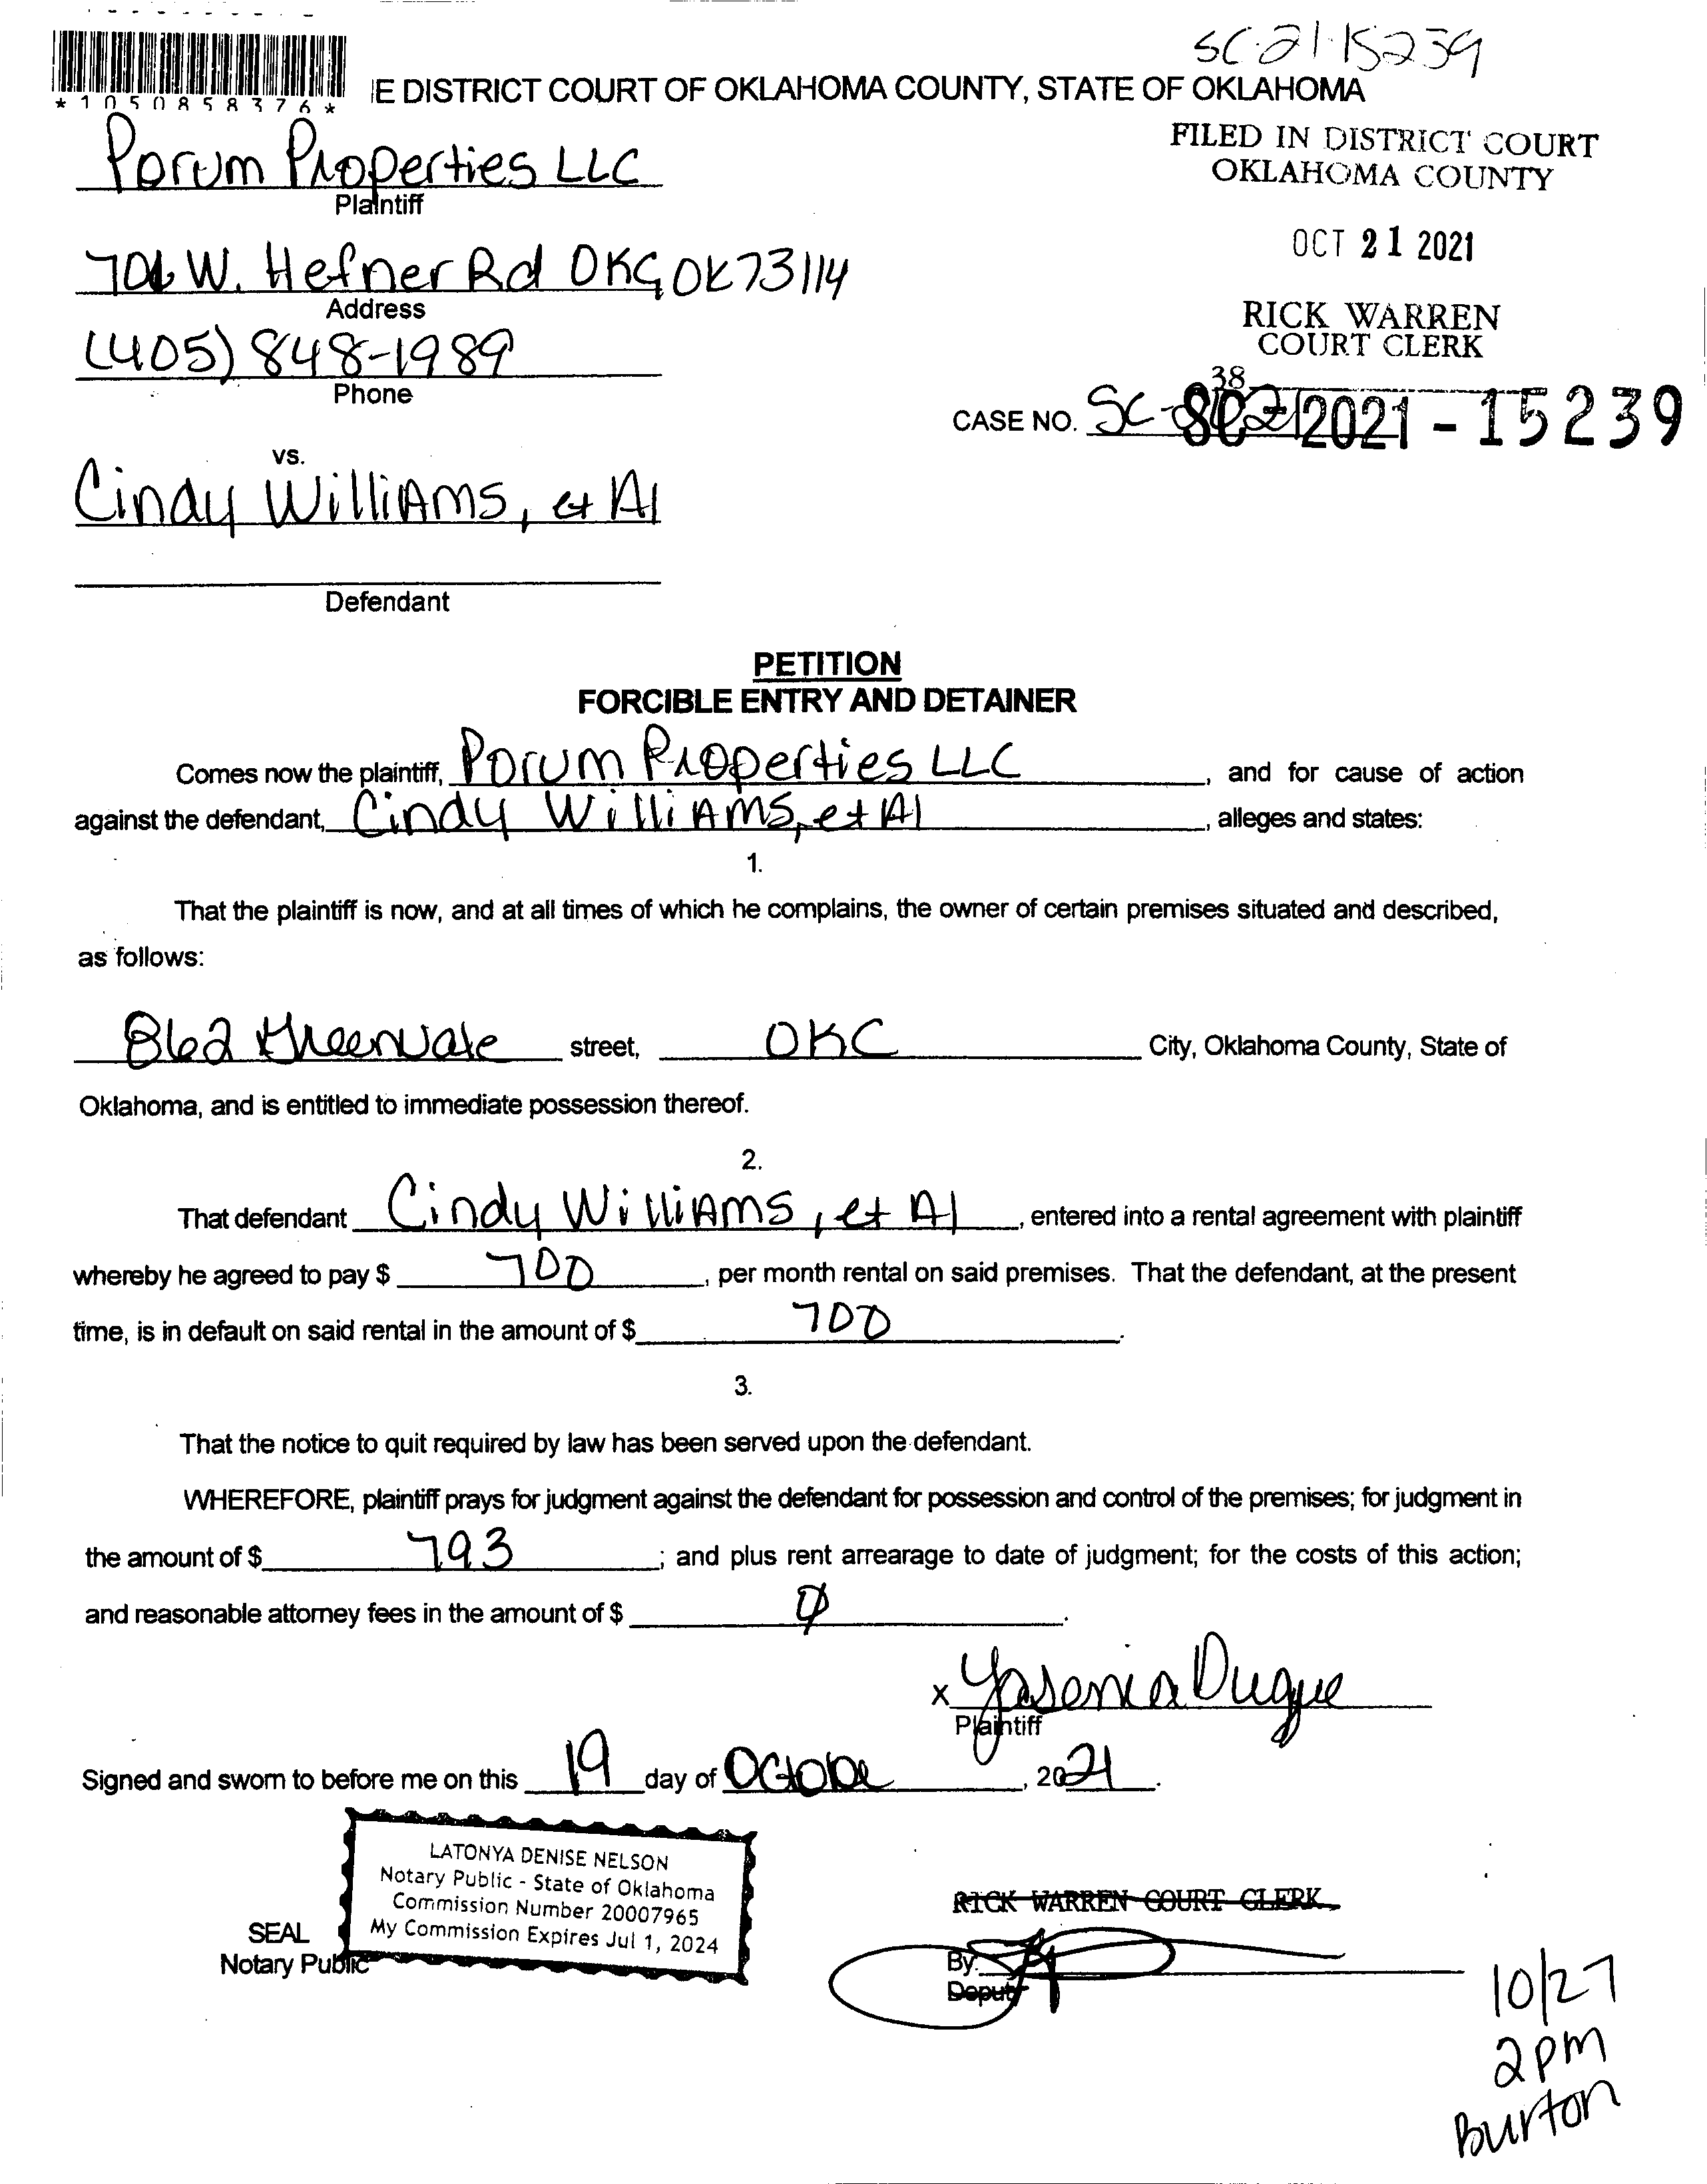 SC-21-15239
*1050858376*
IE DISTRICT COURT OF OKLAHOMA COUNTY, STATE OF OKLAHOMA
Porum Properties LLC
Plaintiff
FILED IN DISTRICT COURT
OKLAHOMA COUNTY
W. Hefner Rd OKC, OK 73114
Address
OCT 21 2021
(405) 848-1989
Phone
RICK WARREN
COURT CLERK
38
CASE NO. SC- 2021-15239
vs.
Cindy WilliAms, et Al
Defendant
PETITION
FORCIBLE ENTRY AND DETAINER
Comes now the plaintiff, Porum Properties LLC, and for cause of action
against the defendant, Cindy WilliAms, et Al, alleges and states:
1.
That the plaintiff is now, and at all times of which he complains, the owner of certain premises situated and described,
as follows:
862 Greenvale street, OKC City, Oklahoma County, State of
Oklahoma, and is entitled to immediate possession thereof.
2.
That defendant Cindy WilliAms, et Al, entered into a rental agreement with plaintiff
whereby he agreed to pay $ 700, per month rental on said premises. That the defendant, at the present
time, is in default on said rental in the amount of $ 700.
3.
That the notice to quit required by law has been served upon the defendant.
WHEREFORE, plaintiff prays for judgment against the defendant for possession and control of the premises; for judgment in
the amount of $ 793; and plus rent arrearage to date of judgment; for the costs of this action;
and reasonable attorney fees in the amount of $ 0.
x Yasenia Duque
Plaintiff
Signed and sworn to before me on this 19 day of October, 2021.
LATONYA DENISE NELSON
Notary Public - State of Oklahoma
Commission Number 20007965
My Commission Expires Jul 1, 2024
SEAL
Notary Public
RICK WARREN COURT CLERK
By:
Deputy
10/27
2pm
Burton